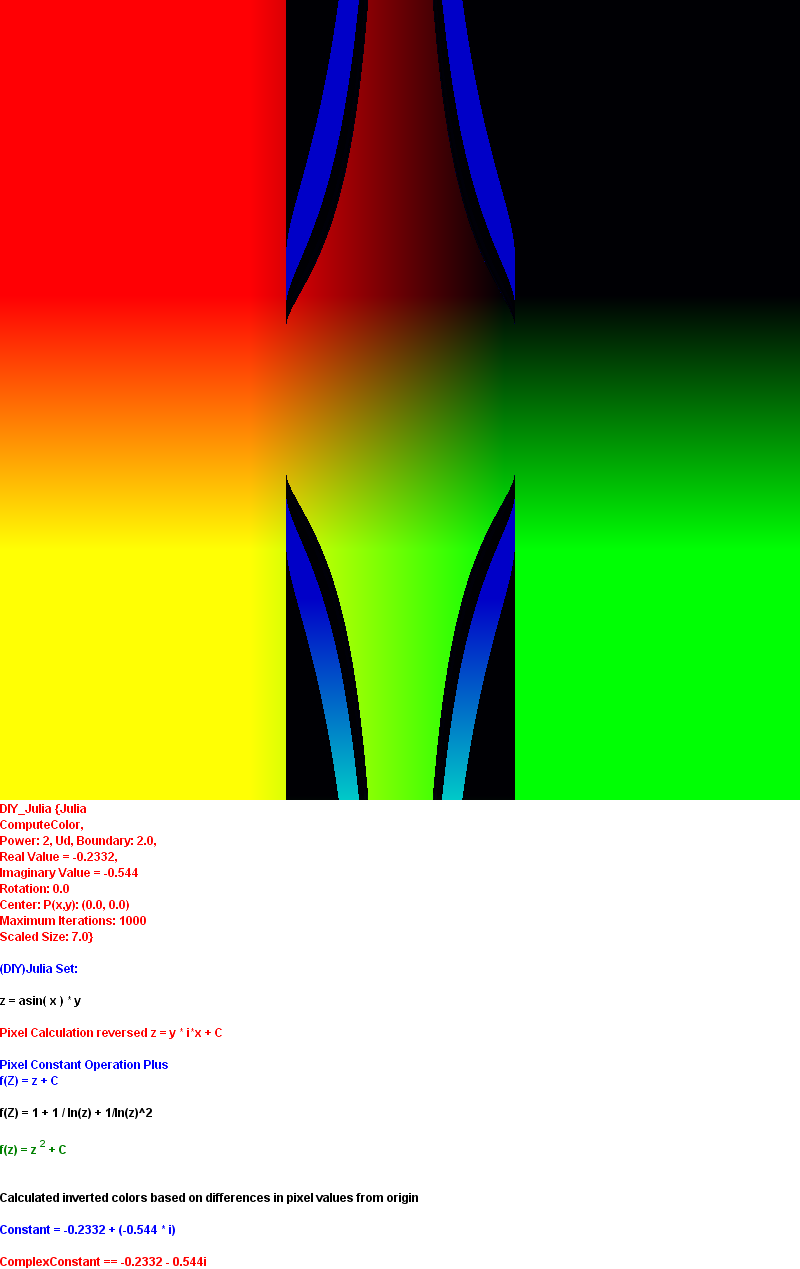 DIY_Julia {Julia
ComputeColor,
Power: 2, Ud, Boundary: 2.0,
Real Value = -0.2332,
Imaginary Value = -0.544
Rotation: 0.0
Center: P(x,y): (0.0, 0.0)
Maximum Iterations: 1000
Scaled Size: 7.0}
(DIY)Julia Set:
z = asin( x ) * y
Pixel Calculation reversed z = y * i*x + C
Pixel Constant Operation Plus
f(Z) = z + C
f(Z) = 1 + 1 / ln(z) + 1/ln(z)^2
f(z) = z 2 + C
Calculated inverted colors based on differences in pixel values from origin
Constant = -0.2332 + (-0.544 * i)
ComplexConstant == -0.2332 - 0.544i